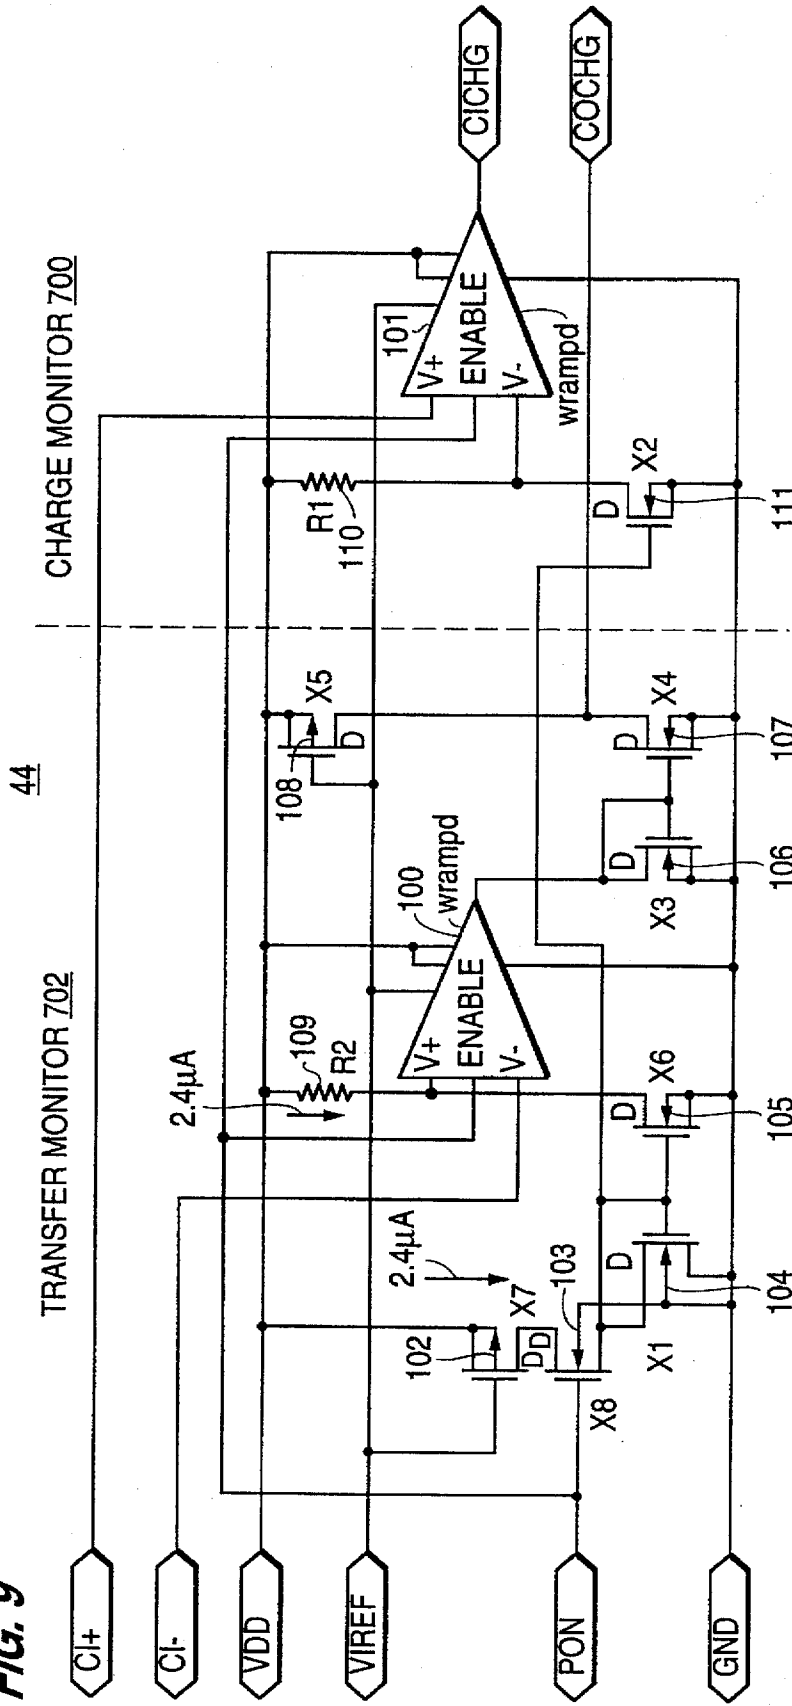 FIG. 9
44
TRANSFER MONITOR 702
CHARGE MONITOR 700
CI+
CI-
VDD
VIREF
PON
GND
CICHG
COCHG
2.4µA
2.4µA
102
X7
D
D
103
X8
X1
D
104
109
R2
V+
ENABLE
V-
100
wrampd
D
X6
105
X3
D
106
108
X5
D
D
X4
107
R1
110
101
V+
ENABLE
V-
wrampd
D
X2
111